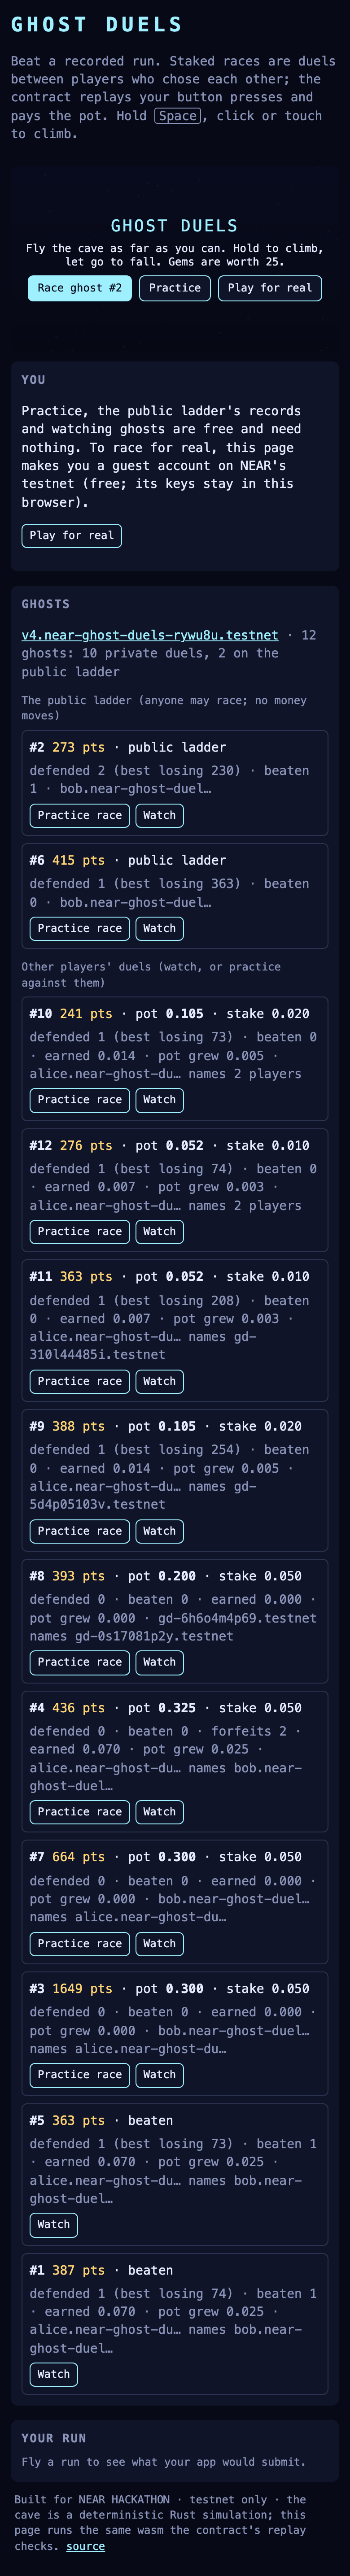 GHOST DUELS
Beat a recorded run. Staked races are duels
between players who chose each other; the
contract replays your button presses and
pays the pot. Hold Space, click or touch
to climb.
GHOST DUELS
Fly the cave as far as you can. Hold to climb,
let go to fall. Gems are worth 25.
Race ghost #2 Practice Play for real
YOU
Practice, the public ladder's records
and watching ghosts are free and need
nothing. To race for real, this page
makes you a guest account on NEAR's
testnet (free; its keys stay in this
browser).
Play for real
GHOSTS
v4.near-ghost-duels-rywu8u.testnet · 12
ghosts: 10 private duels, 2 on the
public ladder
The public ladder (anyone may race; no money
moves)
#2 273 pts · public ladder
defended 2 (best losing 230) · beaten
1 · bob.near-ghost-duel…
Practice race Watch
#6 415 pts · public ladder
defended 1 (best losing 363) · beaten
0 · bob.near-ghost-duel…
Practice race Watch
Other players' duels (watch, or practice
against them)
#10 241 pts · pot 0.105 · stake 0.020
defended 1 (best losing 73) · beaten 0
· earned 0.014 · pot grew 0.005 ·
alice.near-ghost-du… names 2 players
Practice race Watch
#12 276 pts · pot 0.052 · stake 0.010
defended 1 (best losing 74) · beaten 0
· earned 0.007 · pot grew 0.003 ·
alice.near-ghost-du… names 2 players
Practice race Watch
#11 363 pts · pot 0.052 · stake 0.010
defended 1 (best losing 208) · beaten
0 · earned 0.007 · pot grew 0.003 ·
alice.near-ghost-du… names gd-
310l44485i.testnet
Practice race Watch
#9 388 pts · pot 0.105 · stake 0.020
defended 1 (best losing 254) · beaten
0 · earned 0.014 · pot grew 0.005 ·
alice.near-ghost-du… names gd-
5d4p05103v.testnet
Practice race Watch
#8 393 pts · pot 0.200 · stake 0.050
defended 0 · beaten 0 · earned 0.000 ·
pot grew 0.000 · gd-6h6o4m4p69.testnet
names gd-0s17081p2y.testnet
Practice race Watch
#4 436 pts · pot 0.325 · stake 0.050
defended 0 · beaten 0 · forfeits 2 ·
earned 0.070 · pot grew 0.025 ·
alice.near-ghost-du… names bob.near-
ghost-duel…
Practice race Watch
#7 664 pts · pot 0.300 · stake 0.050
defended 0 · beaten 0 · earned 0.000 ·
pot grew 0.000 · bob.near-ghost-duel…
names alice.near-ghost-du…
Practice race Watch
#3 1649 pts · pot 0.300 · stake 0.050
defended 0 · beaten 0 · earned 0.000 ·
pot grew 0.000 · bob.near-ghost-duel…
names alice.near-ghost-du…
Practice race Watch
#5 363 pts · beaten
defended 1 (best losing 73) · beaten 1
· earned 0.070 · pot grew 0.025 ·
alice.near-ghost-du… names bob.near-
ghost-duel…
Watch
#1 387 pts · beaten
defended 1 (best losing 74) · beaten 1
· earned 0.070 · pot grew 0.025 ·
alice.near-ghost-du… names bob.near-
ghost-duel…
Watch
YOUR RUN
Fly a run to see what your app would submit.
Built for NEAR HACKATHON · testnet only · the
cave is a deterministic Rust simulation; this
page runs the same wasm the contract's replay
checks. source